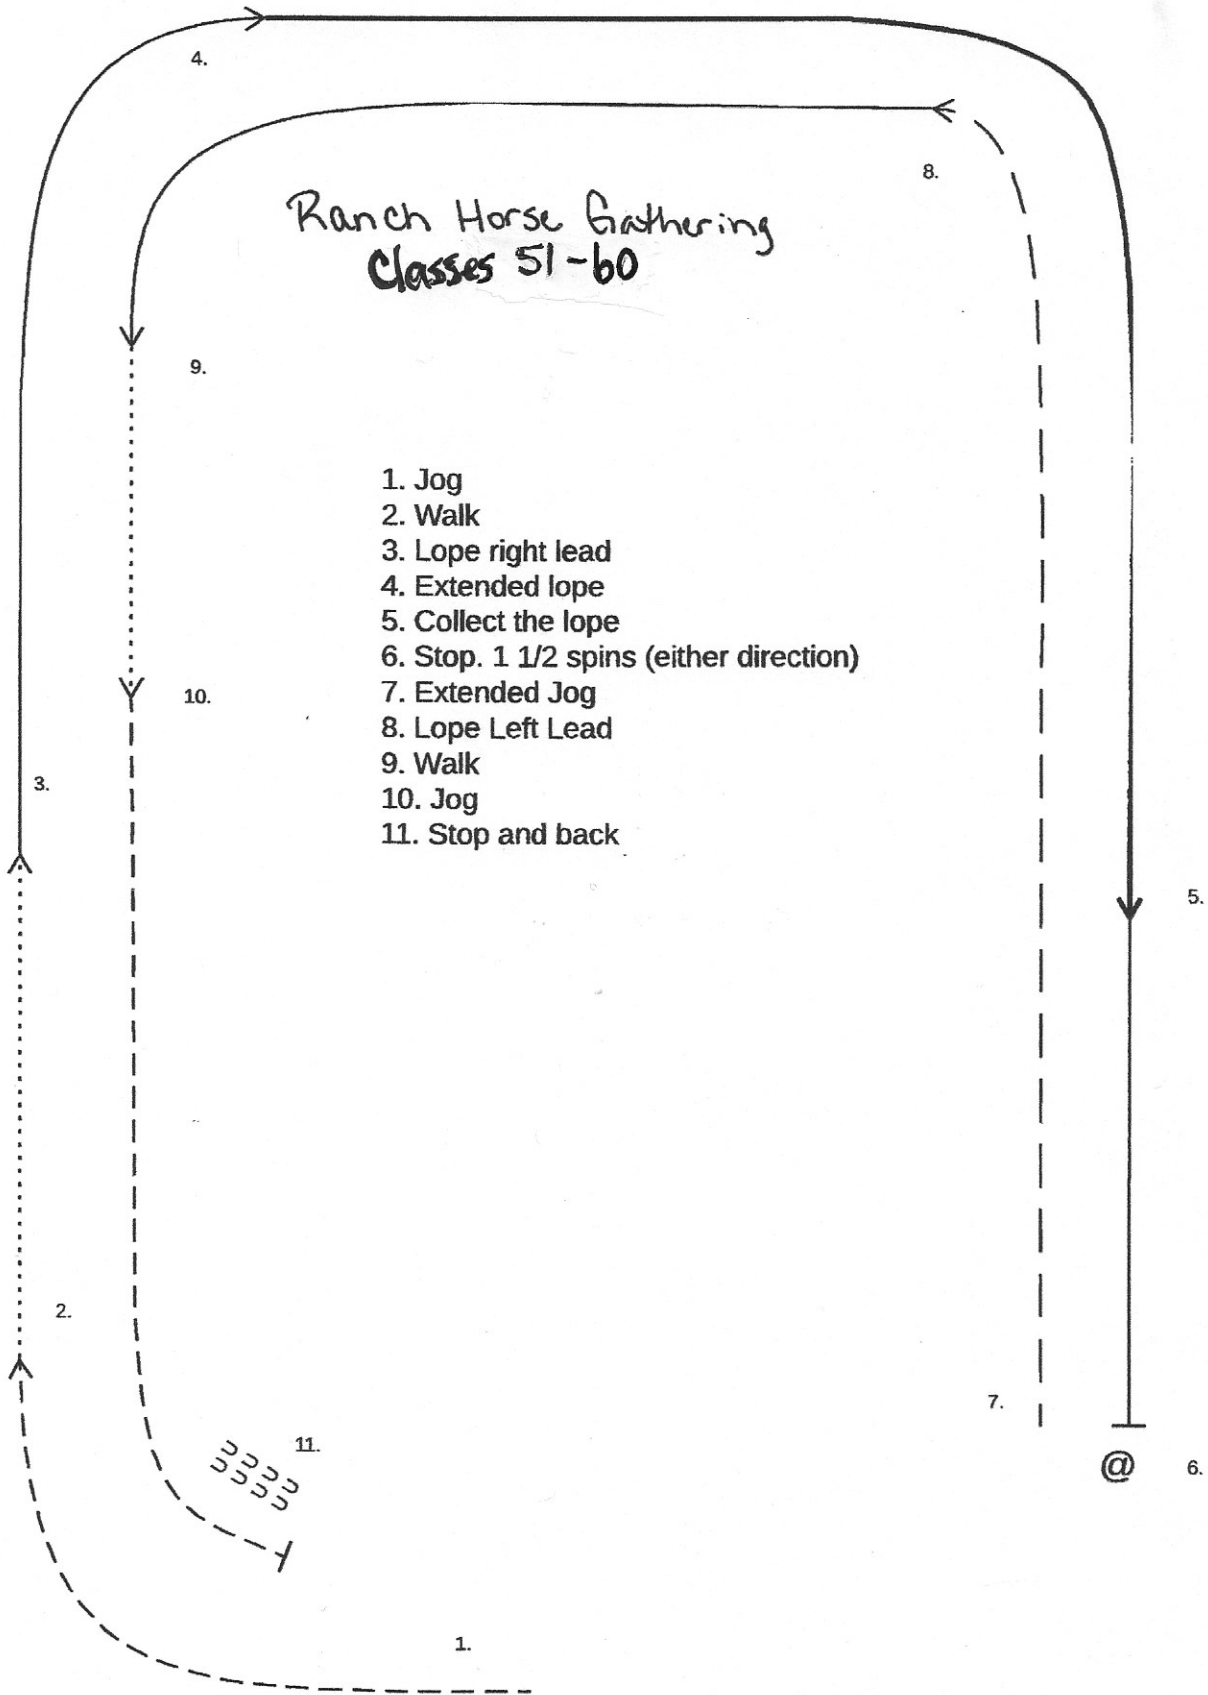 4.
8.
Ranch Horse Gathering
Classes 51-60
9.
1. Jog
2. Walk
3. Lope right lead
4. Extended lope
5. Collect the lope
6. Stop. 1 1/2 spins (either direction)
7. Extended Jog
8. Lope Left Lead
9. Walk
10. Jog
11. Stop and back
10.
3.
5.
2.
7.
11.
@ 6.
1.